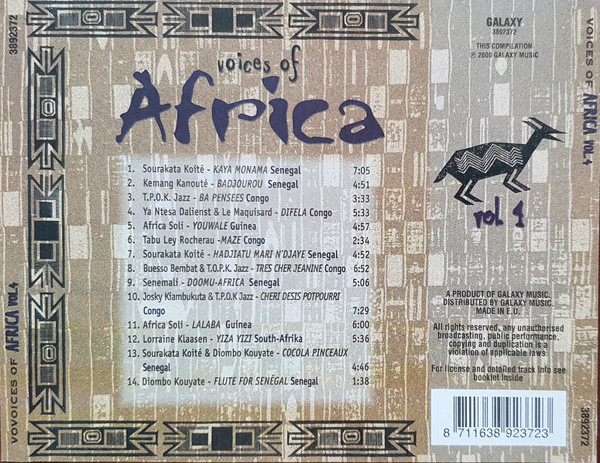 3892372
VOVOICES OF AFRICA VOL.4
voices of
Africa
1. Sourakata Koité - KAYA MONAMA Senegal 7:05
2. Kemang Kanouté - BADJOUROU Senegal 4:51
3. T.P.O.K. Jazz - BA PENSEES Congo 5:33
4. Ya Ntesa Dalienst & Le Maquisard - DIFELA Congo 5:33
5. Africa Soli - YOUWALE Guinea 4:57
6. Tabu Ley Rocherau -MAZE Congo 2:34
7. Sourakata Koité - HADJIATU MARI N'DJAYE Senegal 4:52
8. Buesso Bembat & T.O.P.K. Jazz - TRES CHER JEANINE Congo 6:52
9. Senemali - DOOMU-AFRICA Senegal 5:06
10. Josky Kiambukuta & T.P.O.K Jazz - CHERI DESIS POTPOURRI
Congo 7:29
11. Africa Soli - LALABA Guinea 6:00
12. Lorraine Klaasen - YIZA YIZI South-Afrika 5:36
13. Sourakata Koité & Diombo Kouyate - COCOLA PINCEAUX
Senegal 4:46
14. Diombo Kouyate - FLUTE FOR SENÉGAL Senegal 1:38
GALAXY
3892372
THIS COMPILATION
℗ 2000 GALAXY MUSIC
vol 4
A PRODUCT OF GALAXY MUSIC.
DISTRIBUTED BY GALAXY MUSIC.
MADE IN E.U.
All rights reserved, any unauthorised
broadcasting, public performance,
copying and duplication is a
violation of applicable laws
For license and detailed track info see
booklet inside
8 711638 923723
VOICES OF AFRICA VOL.4
3892372